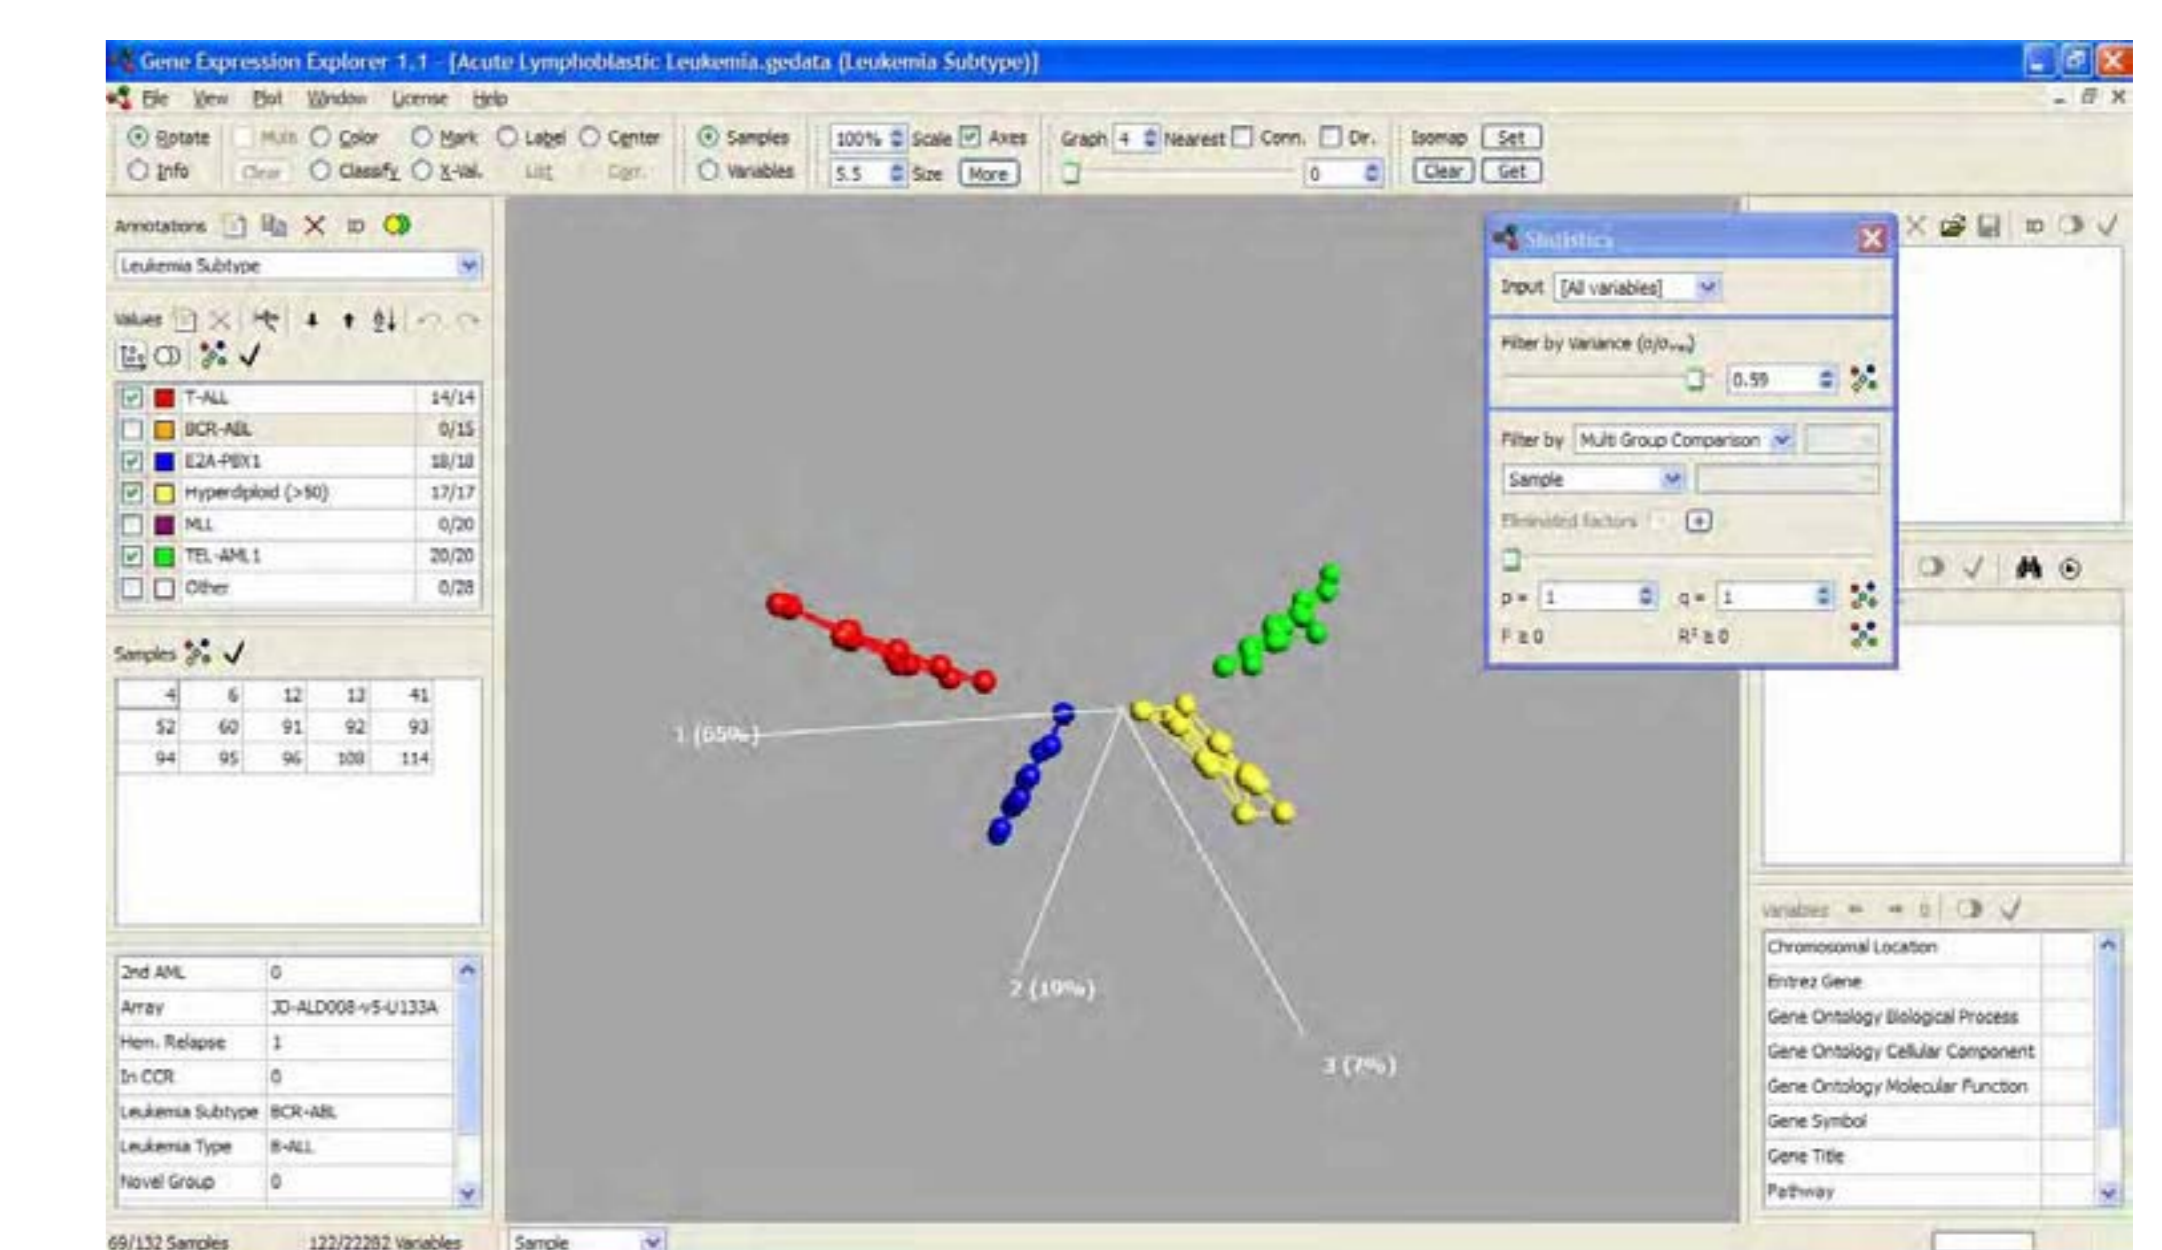 Gene Expression Explorer 1.1 - [Acute Lymphoblastic Leukemia.gedata (Leukemia Subtype)]
File View Plot Window License Help
Rotate Multi Color Mark Label Center Samples 100% Scale Axes Graph 4 Nearest Conn. Dir. Isomap Set
Info Clear Classify X-Val. List Corr. Variables 5.5 Size More 0 Clear Get
Annotations ID
Leukemia Subtype
Values
T-ALL 14/14
BCR-ABL 0/15
E2A-PBX1 18/18
Hyperdiploid (>50) 17/17
MLL 0/20
TEL-AML1 20/20
Other 0/28
Samples
4 6 12 13 41
52 60 91 92 93
94 95 96 108 114
2nd AML 0
Array JD-ALD008-v5-U133A
Hem. Relapse 1
In CCR 0
Leukemia Subtype BCR-ABL
Leukemia Type B-ALL
Novel Group 0
69/132 Samples 122/22282 Variables Sample
1 (65%)
2 (19%)
3 (7%)
Statistics
Input [All variables]
Filter by Variance
0.59
Filter by Multi Group Comparison
Sample
Eliminated factors
p = 1 q = 1
F ≥ 0 R² ≥ 0
ID
Variables
Chromosomal Location
Entrez Gene
Gene Ontology Biological Process
Gene Ontology Cellular Component
Gene Ontology Molecular Function
Gene Symbol
Gene Title
Pathway